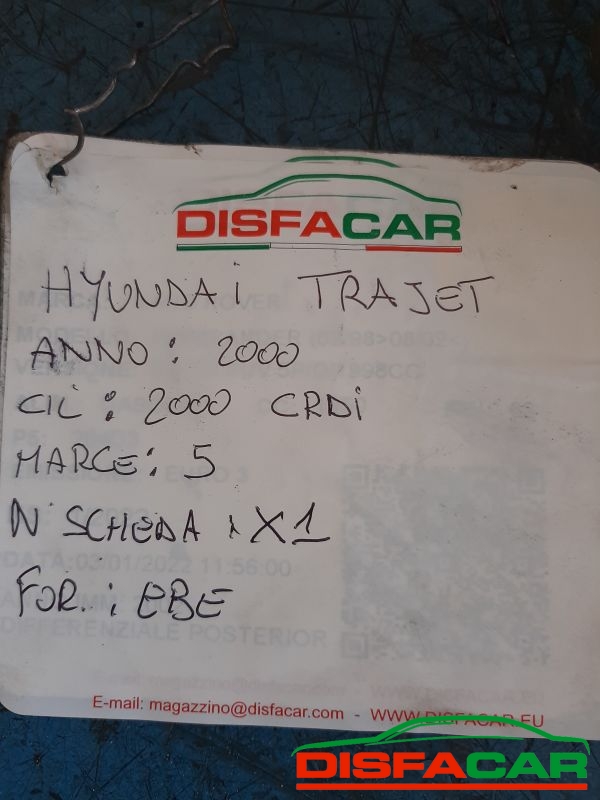 DISFACAR
HYUNDAI TRAJET
ANNO: 2000
CIL: 2000 CRDI
MARCE: 5
N SCHEDA: X1
FOR.: EBE
DATA:03/01/2022 11:56:00
DIFFERENZIALE POSTERIOR
E-mail: magazzino@disfacar.com - WWW.DISFACAR.EU
DISFACAR